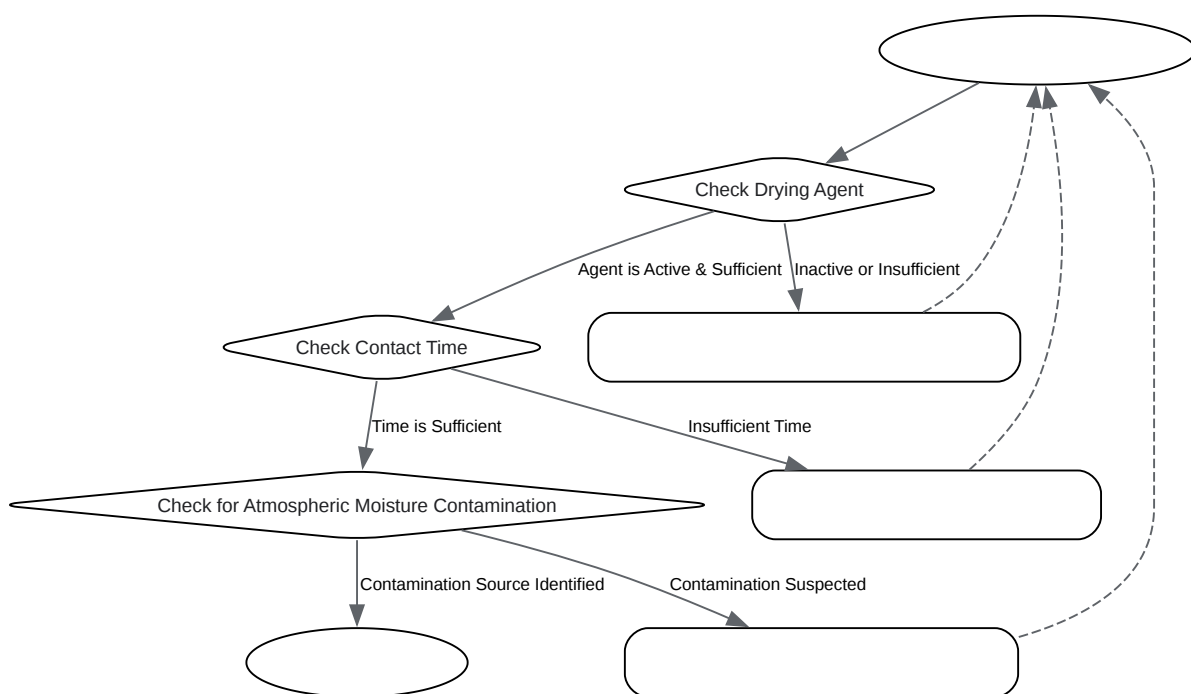 Check Drying Agent
Agent is Active & Sufficient
Inactive or Insufficient
Check Contact Time
Time is Sufficient
Insufficient Time
Check for Atmospheric Moisture Contamination
Contamination Source Identified
Contamination Suspected